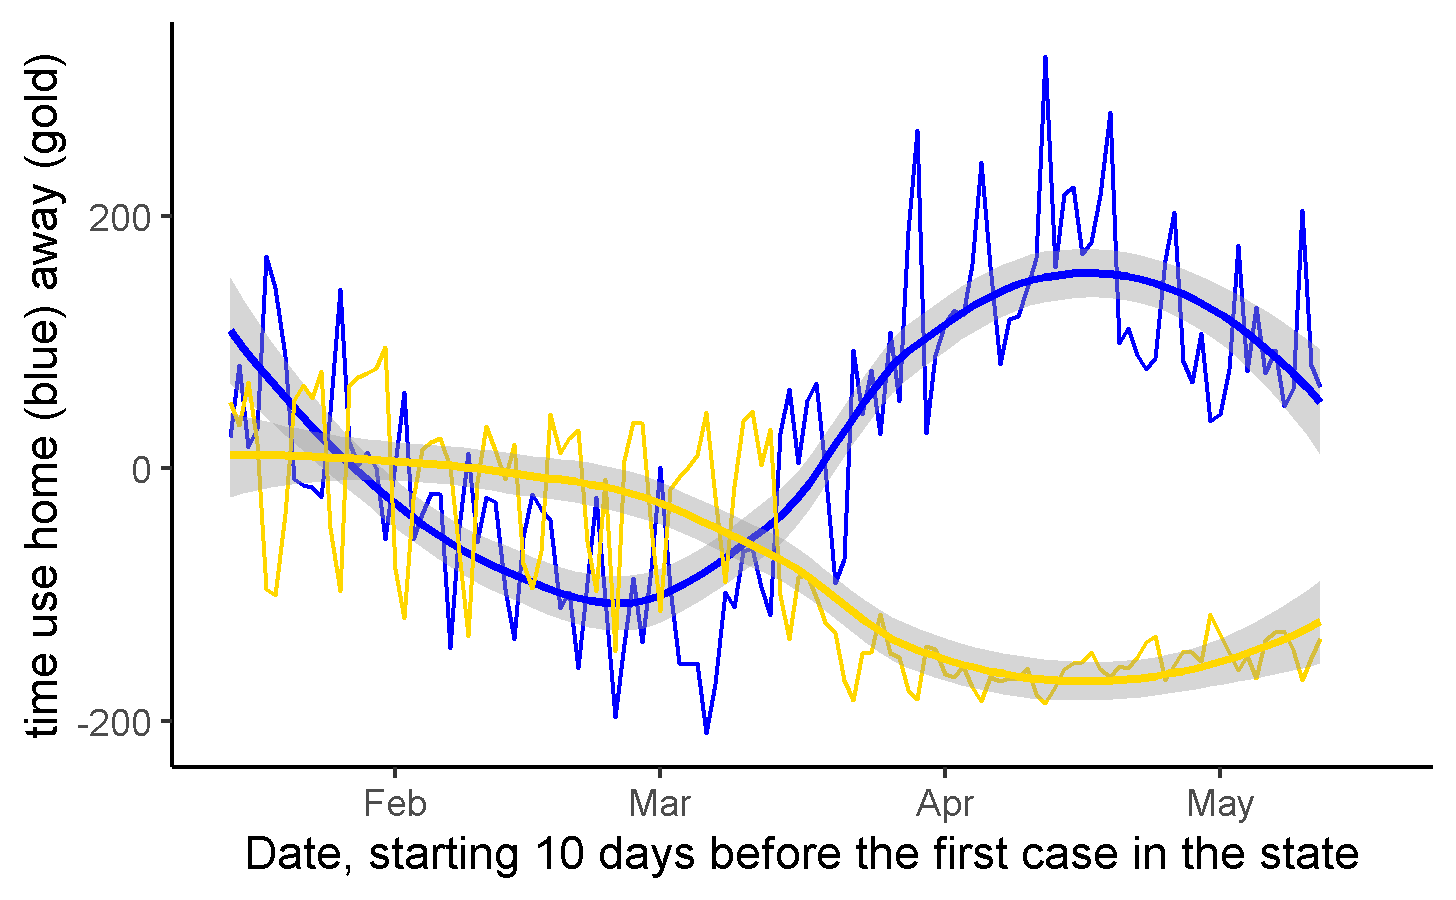 time use home (blue) away (gold)
200
0
-200
Feb Mar Apr May
Date, starting 10 days before the first case in the state